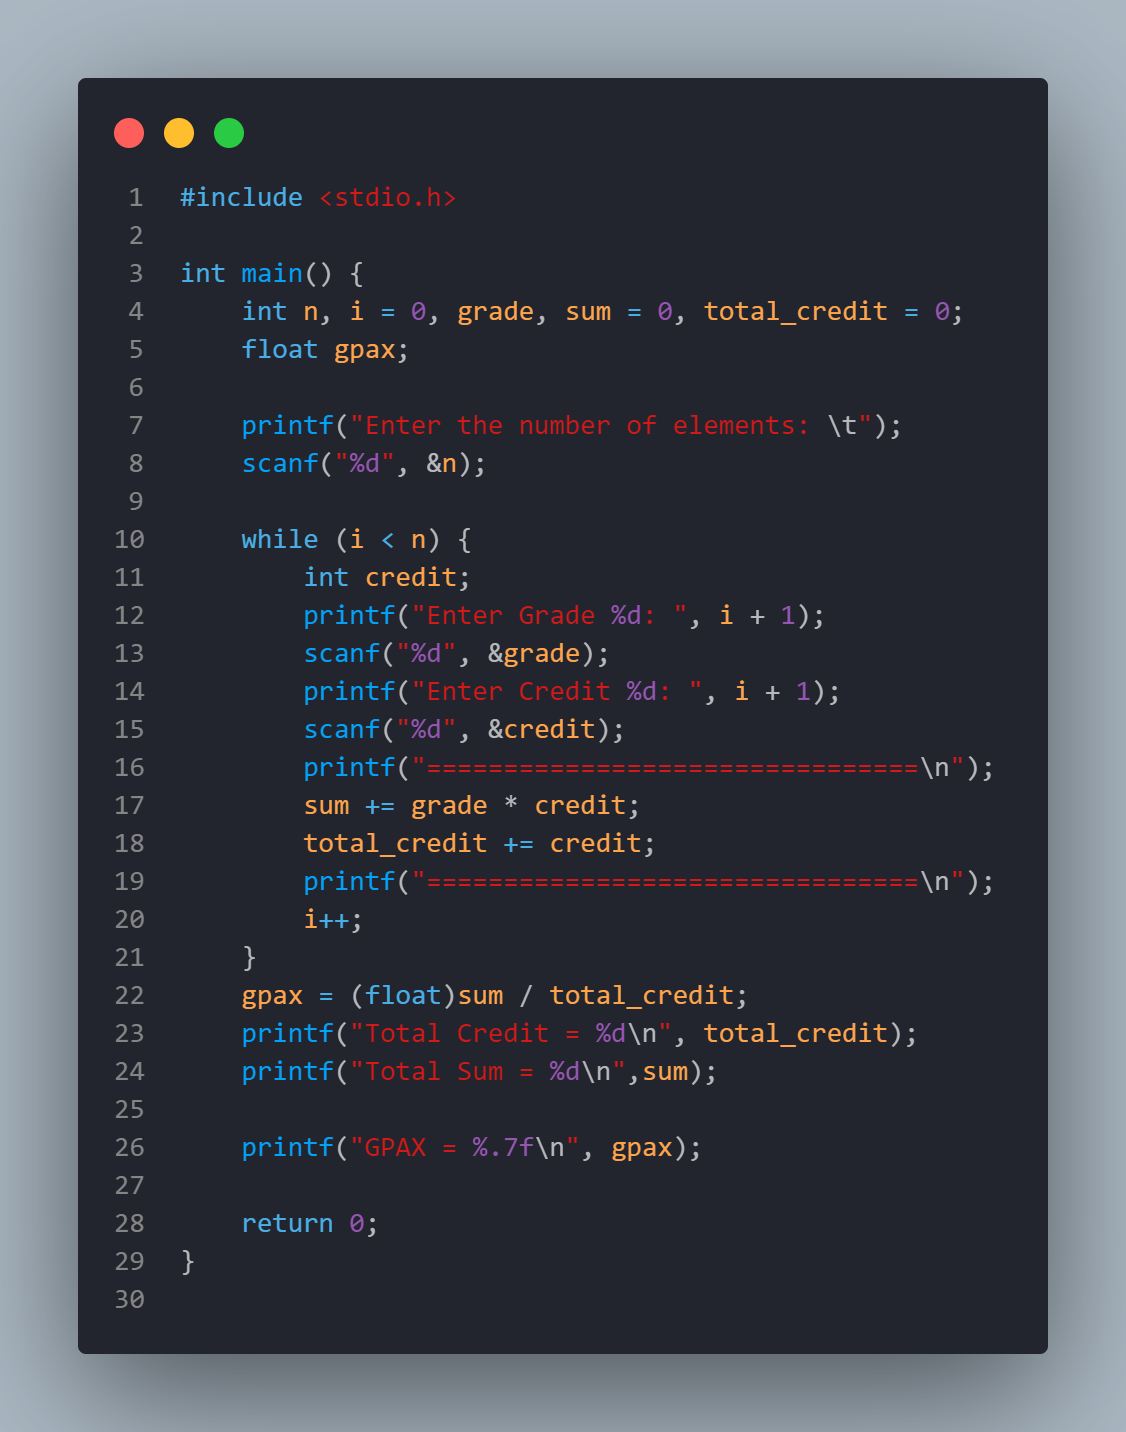 1 #include <stdio.h>
2
3 int main() {
4     int n, i = 0, grade, sum = 0, total_credit = 0;
5     float gpax;
6
7     printf("Enter the number of elements: \t");
8     scanf("%d", &n);
9
10     while (i < n) {
11         int credit;
12         printf("Enter Grade %d: ", i + 1);
13         scanf("%d", &grade);
14         printf("Enter Credit %d: ", i + 1);
15         scanf("%d", &credit);
16         printf("================================\n");
17         sum += grade * credit;
18         total_credit += credit;
19         printf("================================\n");
20         i++;
21     }
22     gpax = (float)sum / total_credit;
23     printf("Total Credit = %d\n", total_credit);
24     printf("Total Sum = %d\n",sum);
25
26     printf("GPAX = %.7f\n", gpax);
27
28     return 0;
29 }
30